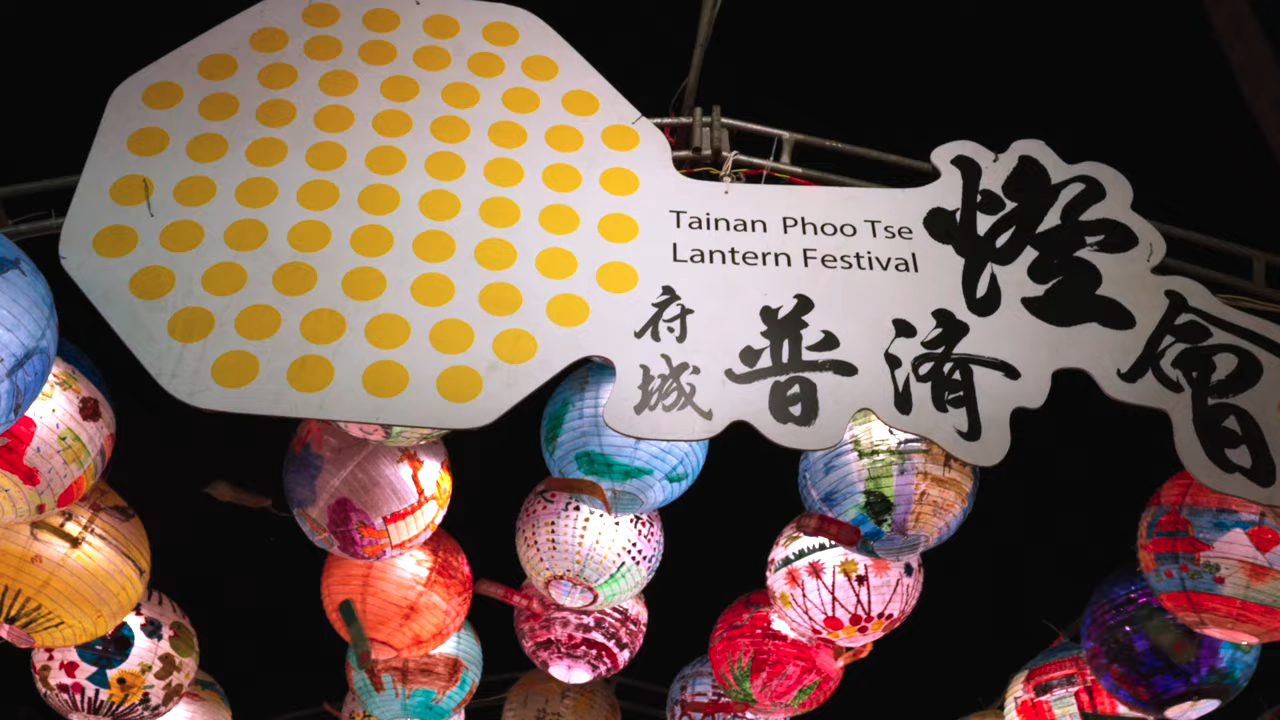 Tainan Phoo Tse
Lantern Festival
府城
普濟
燈會